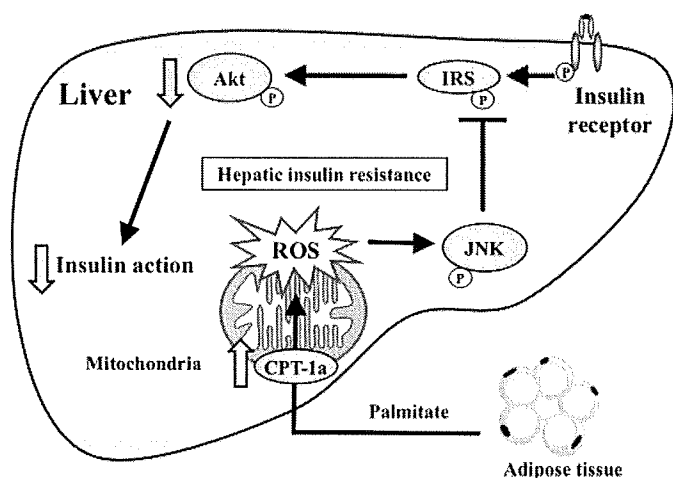 Akt
P
IRS
P
P
Liver
Insulin
receptor
Hepatic insulin resistance
ROS
JNK
P
Insulin action
Mitochondria
CPT-1a
Palmitate
Adipose tissue